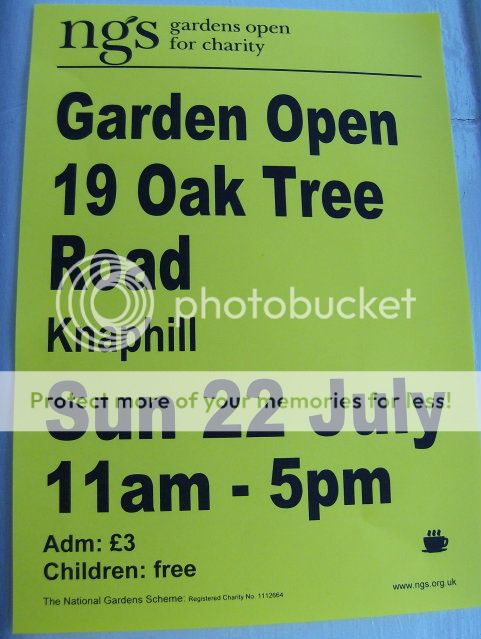 ngs gardens open
for charity
Garden Open
19 Oak Tree
Road
photobucket
Knaphill
Protect more of your memories for less!
Sun 22 July
11am - 5pm
Adm: £3
Children: free
www.ngs.org.uk
The National Gardens Scheme: Registered Charity No. 1112664